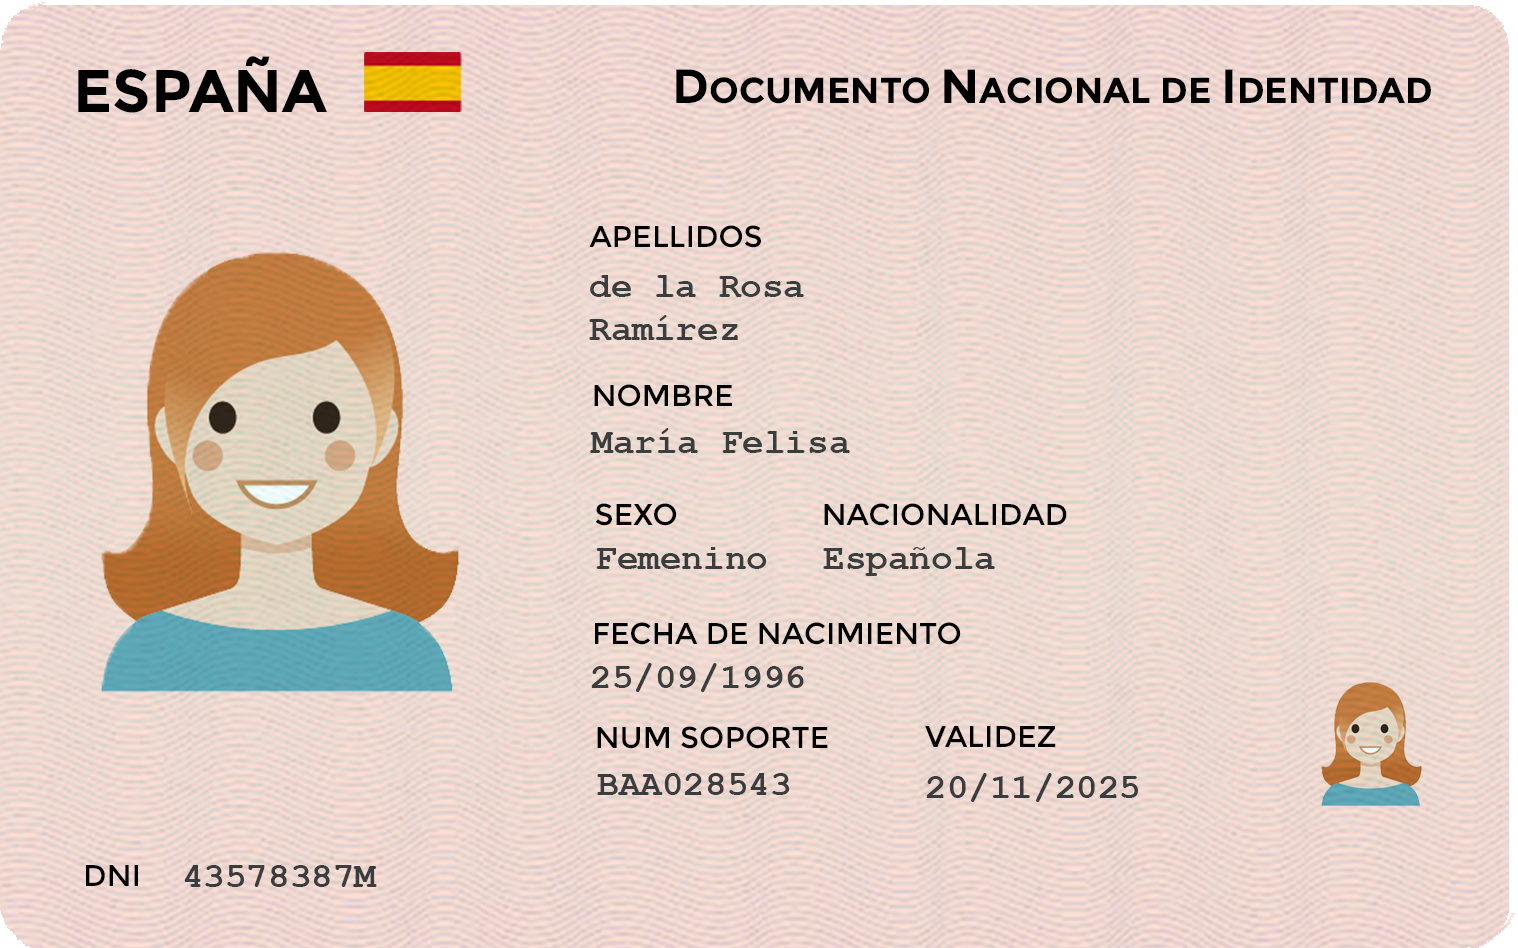 ESPAÑA
Documento Nacional de Identidad
APELLIDOS
de la Rosa
Ramírez
NOMBRE
María Felisa
SEXO NACIONALIDAD
Femenino Española
FECHA DE NACIMIENTO
25/09/1996
NUM SOPORTE VALIDEZ
BAA028543 20/11/2025
DNI 43578387M